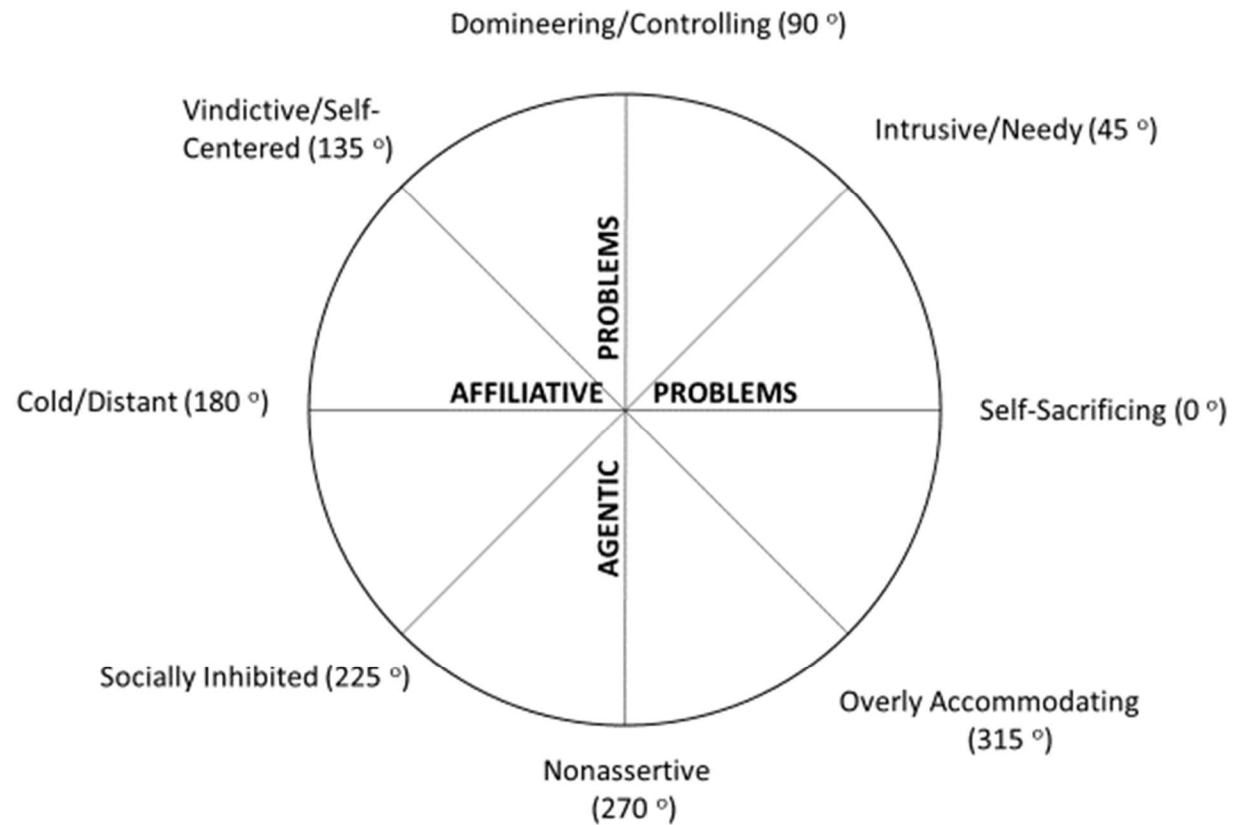 Domineering/Controlling (90 °)
Vindictive/Self-
Centered (135 °)
Intrusive/Needy (45 °)
PROBLEMS
Cold/Distant (180 °)
AFFILIATIVE PROBLEMS
Self-Sacrificing (0 °)
AGENTIC
Socially Inhibited (225 °)
Overly Accommodating
(315 °)
Nonassertive
(270 °)